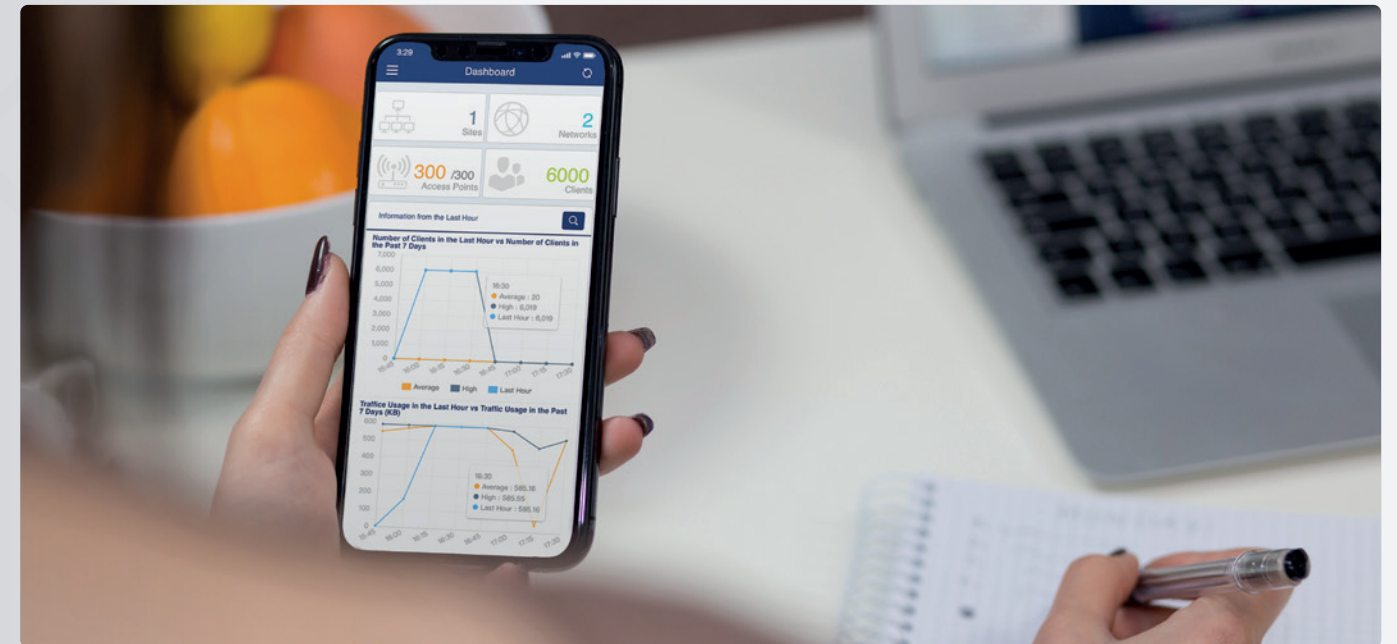 3:29
Dashboard
1
Sites
2
Networks
300 /300
Access Points
6000
Clients
Information from the Last Hour
Number of Clients in the Last Hour vs Number of Clients in
the Past 7 Days
7,000
6,000
5,000
4,000
3,000
2,000
1,000
0
16:30
Average : 20
High : 6,019
Last Hour : 6,019
16:45 16:00 16:15 16:30 16:45 17:00 17:15 17:30
Average High Last Hour
Traffice Usage in the Last Hour vs Traffic Usage in the Past
7 Days (KB)
600
500
400
300
200
100
0
16:30
Average : 585.16
High : 585.55
Last Hour : 585.16
16:45 16:00 16:15 16:30 16:45 17:00 17:15 17:30